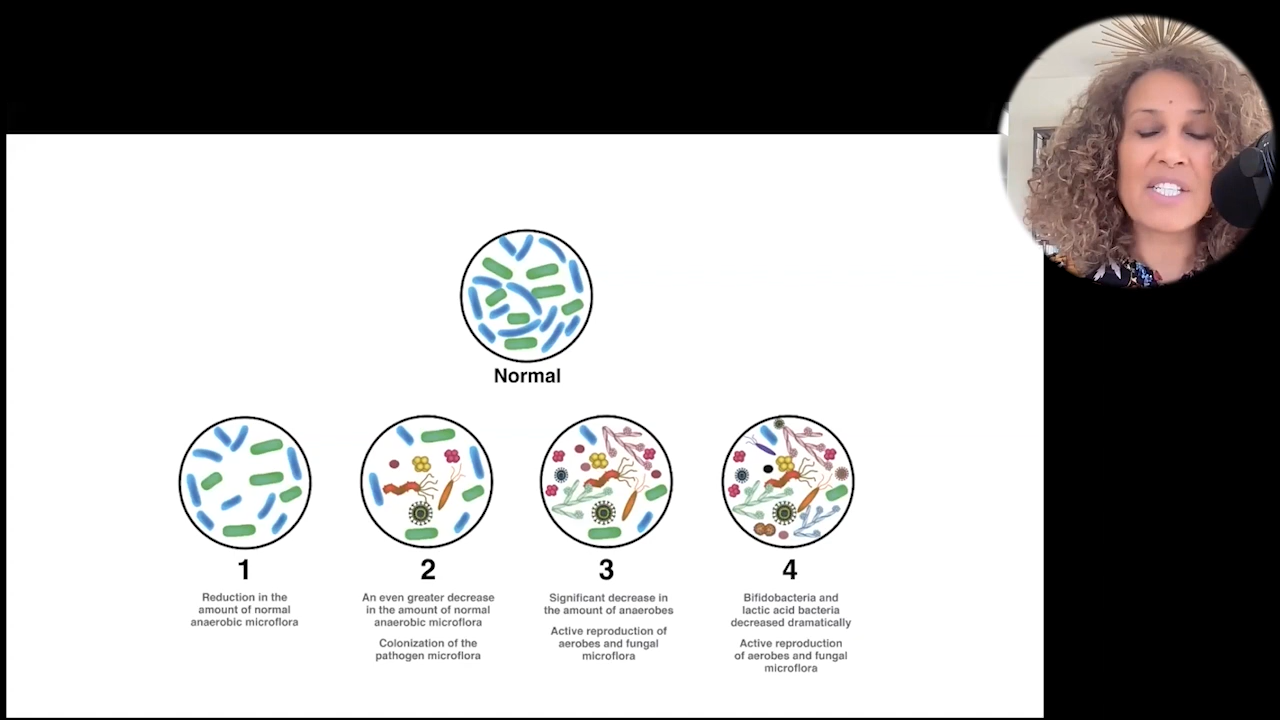 Normal
1
Reduction in the
amount of normal
anaerobic microflora
2
An even greater decrease
in the amount of normal
anaerobic microflora
Colonization of the
pathogen microflora
3
Significant decrease in
the amount of anaerobes
Active reproduction of
aerobes and fungal
microflora
4
Bifidobacteria and
lactic acid bacteria
decreased dramatically
Active reproduction
of aerobes and fungal
microflora